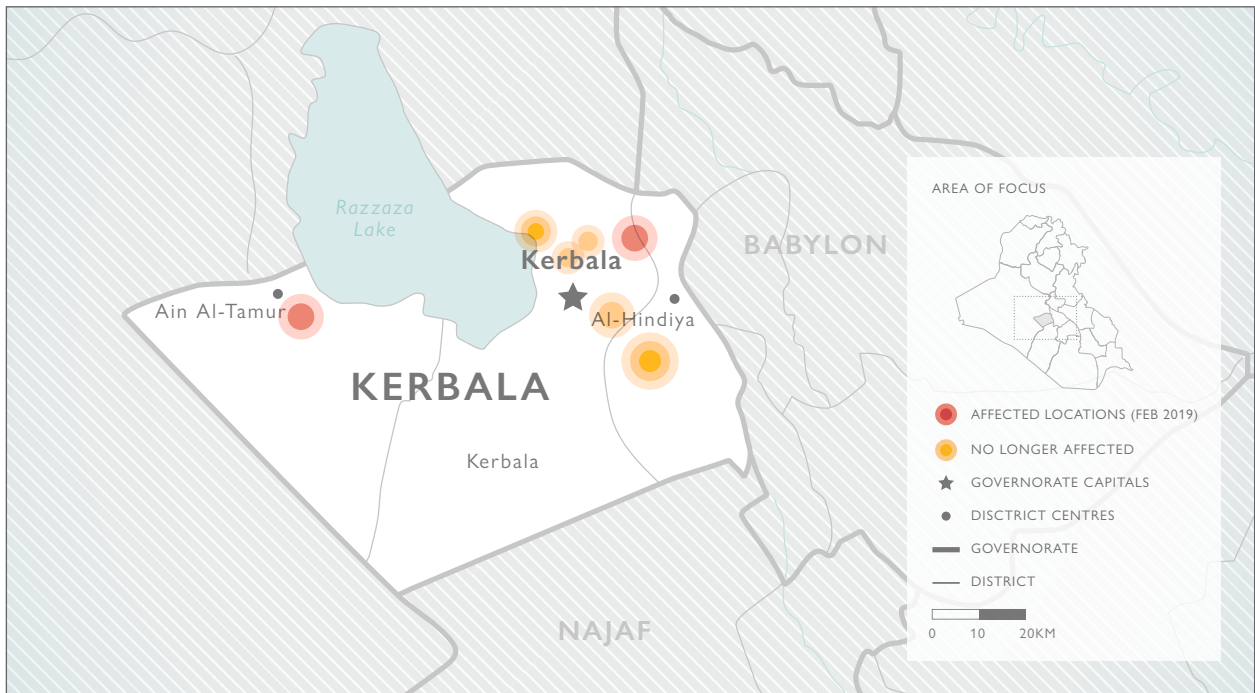 Razzaza
Lake
BABYLON
Kerbala
Ain Al-Tamur
Al-Hindiya
KERBALA
Kerbala
NAJAF
AREA OF FOCUS
AFFECTED LOCATIONS (FEB 2019)
NO LONGER AFFECTED
GOVERNORATE CAPITALS
DISCTRICT CENTRES
GOVERNORATE
DISTRICT
0 10 20KM